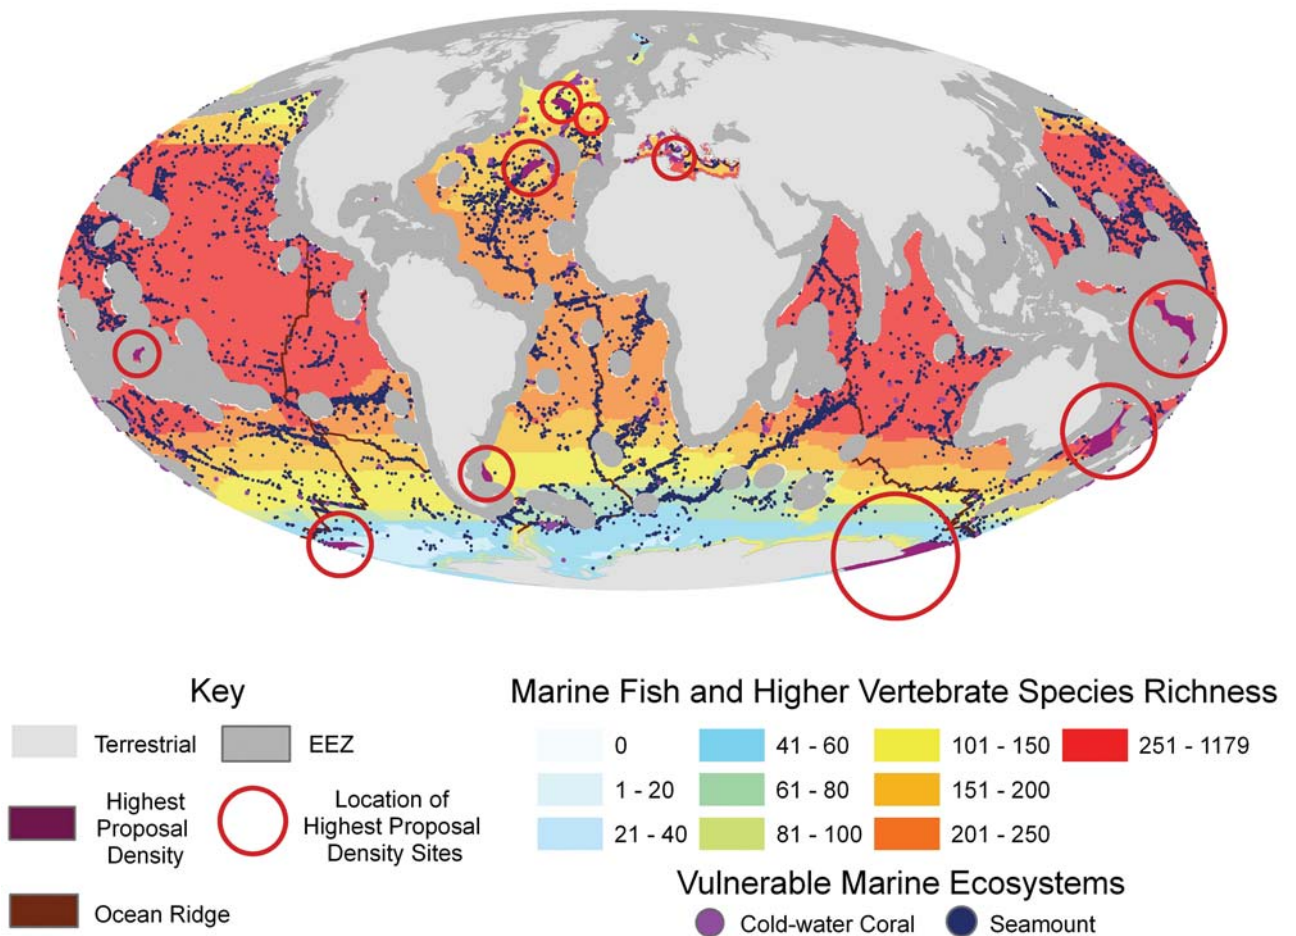 Key
Terrestrial
EEZ
Highest
Proposal
Density
Location of
Highest Proposal
Density Sites
Ocean Ridge
Marine Fish and Higher Vertebrate Species Richness
0
41 - 60
101 - 150
251 - 1179
1 - 20
61 - 80
151 - 200
21 - 40
81 - 100
201 - 250
Vulnerable Marine Ecosystems
Cold-water Coral
Seamount